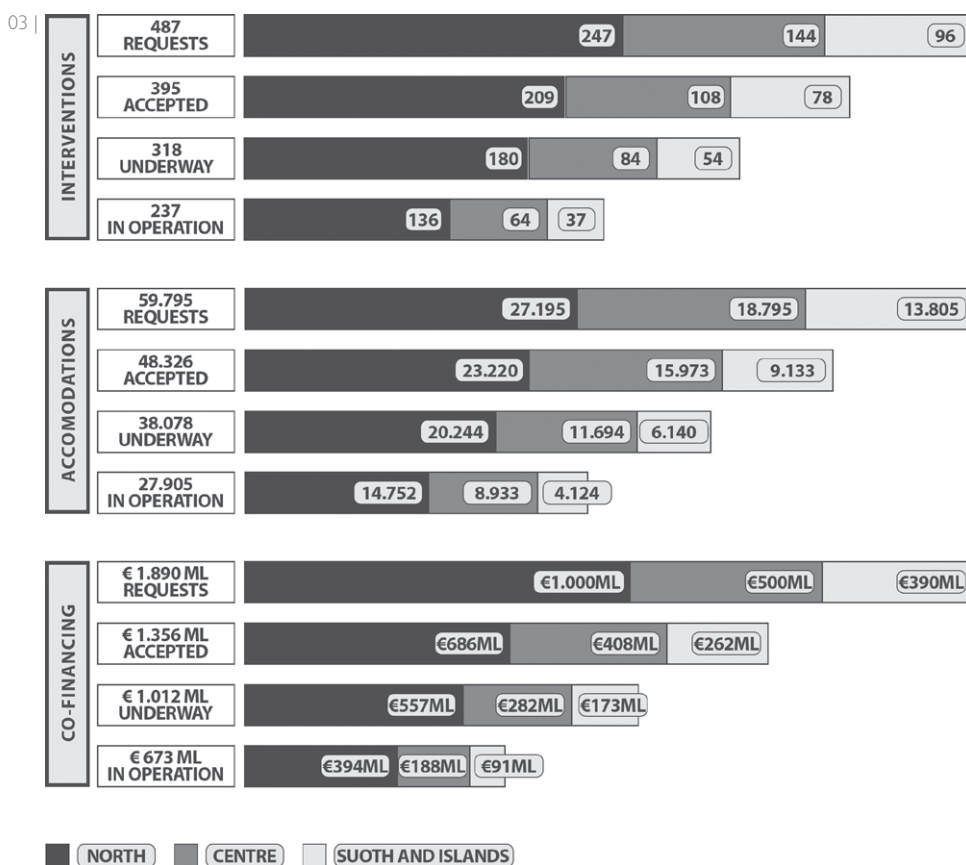 03 |
INTERVENTIONS
487
REQUESTS
247 144 96
395
ACCEPTED
209 108 78
318
UNDERWAY
180 84 54
237
IN OPERATION
136 64 37
ACCOMODATIONS
59.795
REQUESTS
27.195 18.795 13.805
48.326
ACCEPTED
23.220 15.973 9.133
38.078
UNDERWAY
20.244 11.694 6.140
27.905
IN OPERATION
14.752 8.933 4.124
CO-FINANCING
€ 1.890 ML
REQUESTS
€1.000ML €500ML €390ML
€ 1.356 ML
ACCEPTED
€686ML €408ML €262ML
€ 1.012 ML
UNDERWAY
€557ML €282ML €173ML
€ 673 ML
IN OPERATION
€394ML €188ML €91ML
NORTH CENTRE SUOTH AND ISLANDS